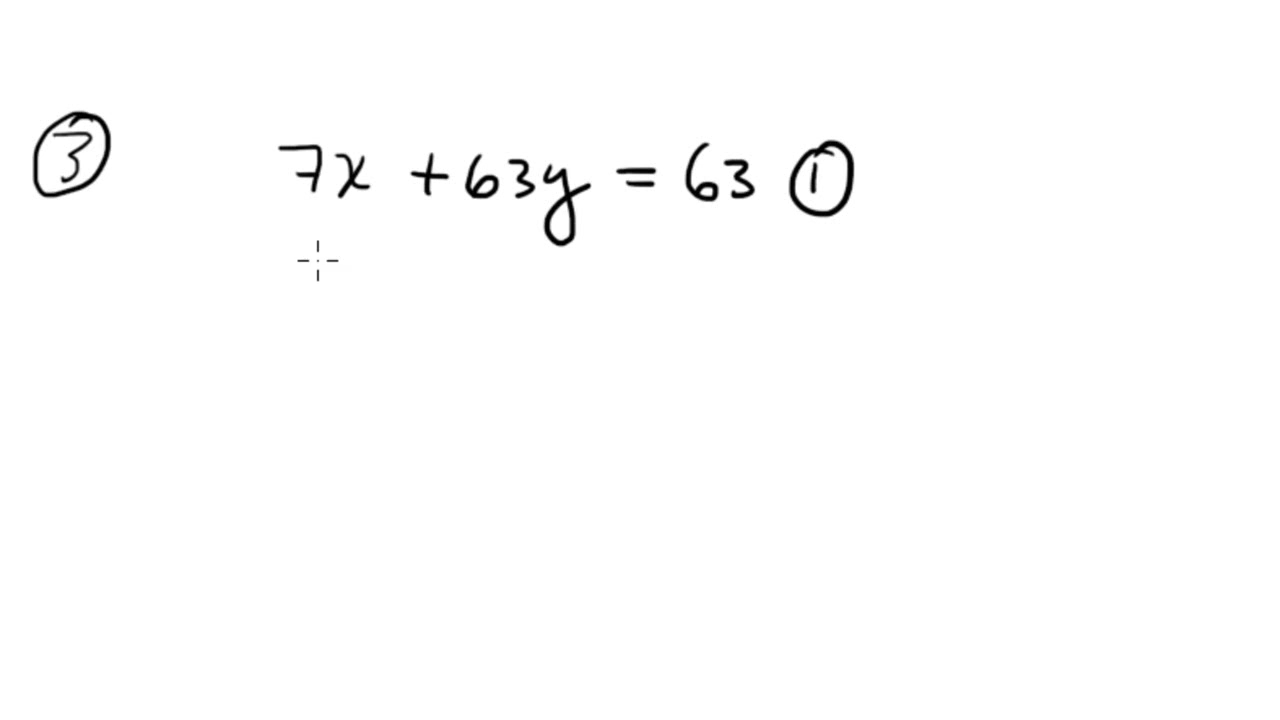 ③ 7x + 63y = 63 ①